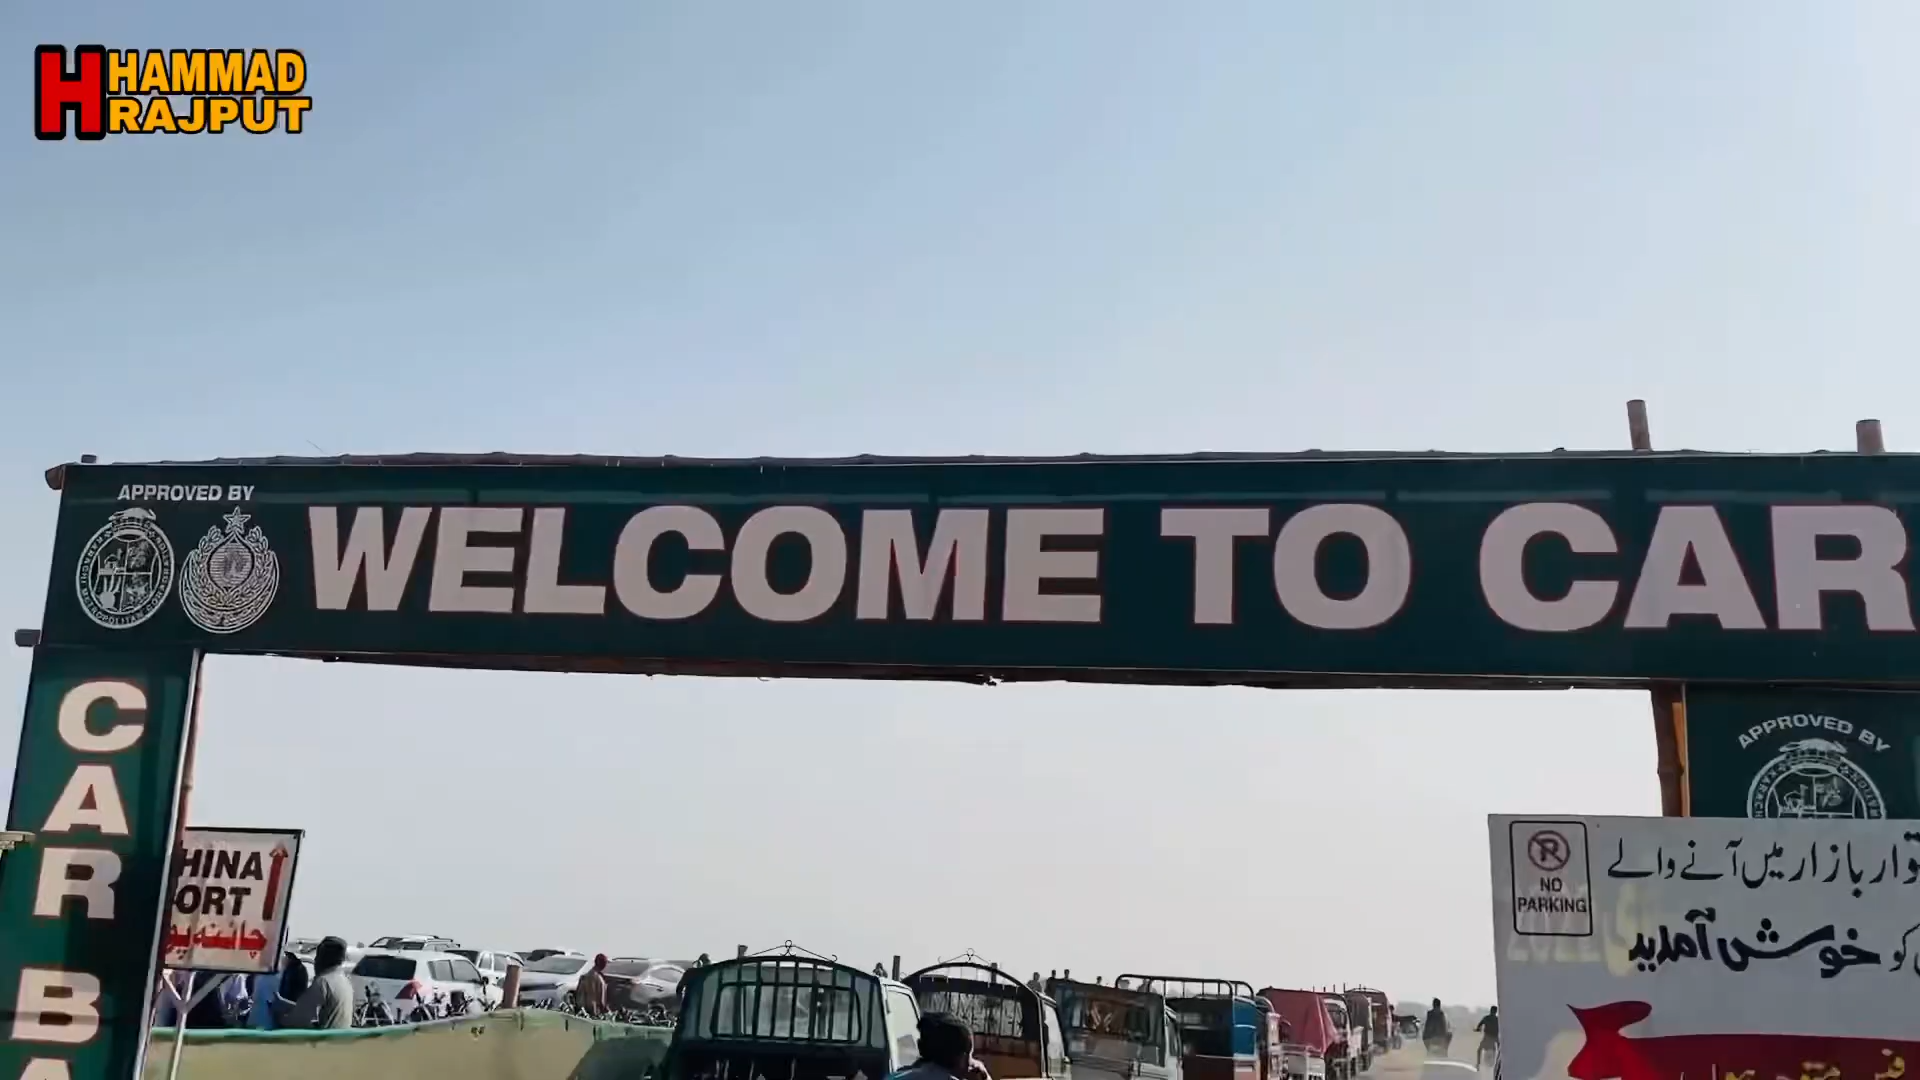 HAMMAD
RAJPUT
APPROVED BY
WELCOME TO CAR
CAR BA
APPROVED BY
HINA
ORT
NO
PARKING
بازار میں آنے والے
کو خوش آمدید